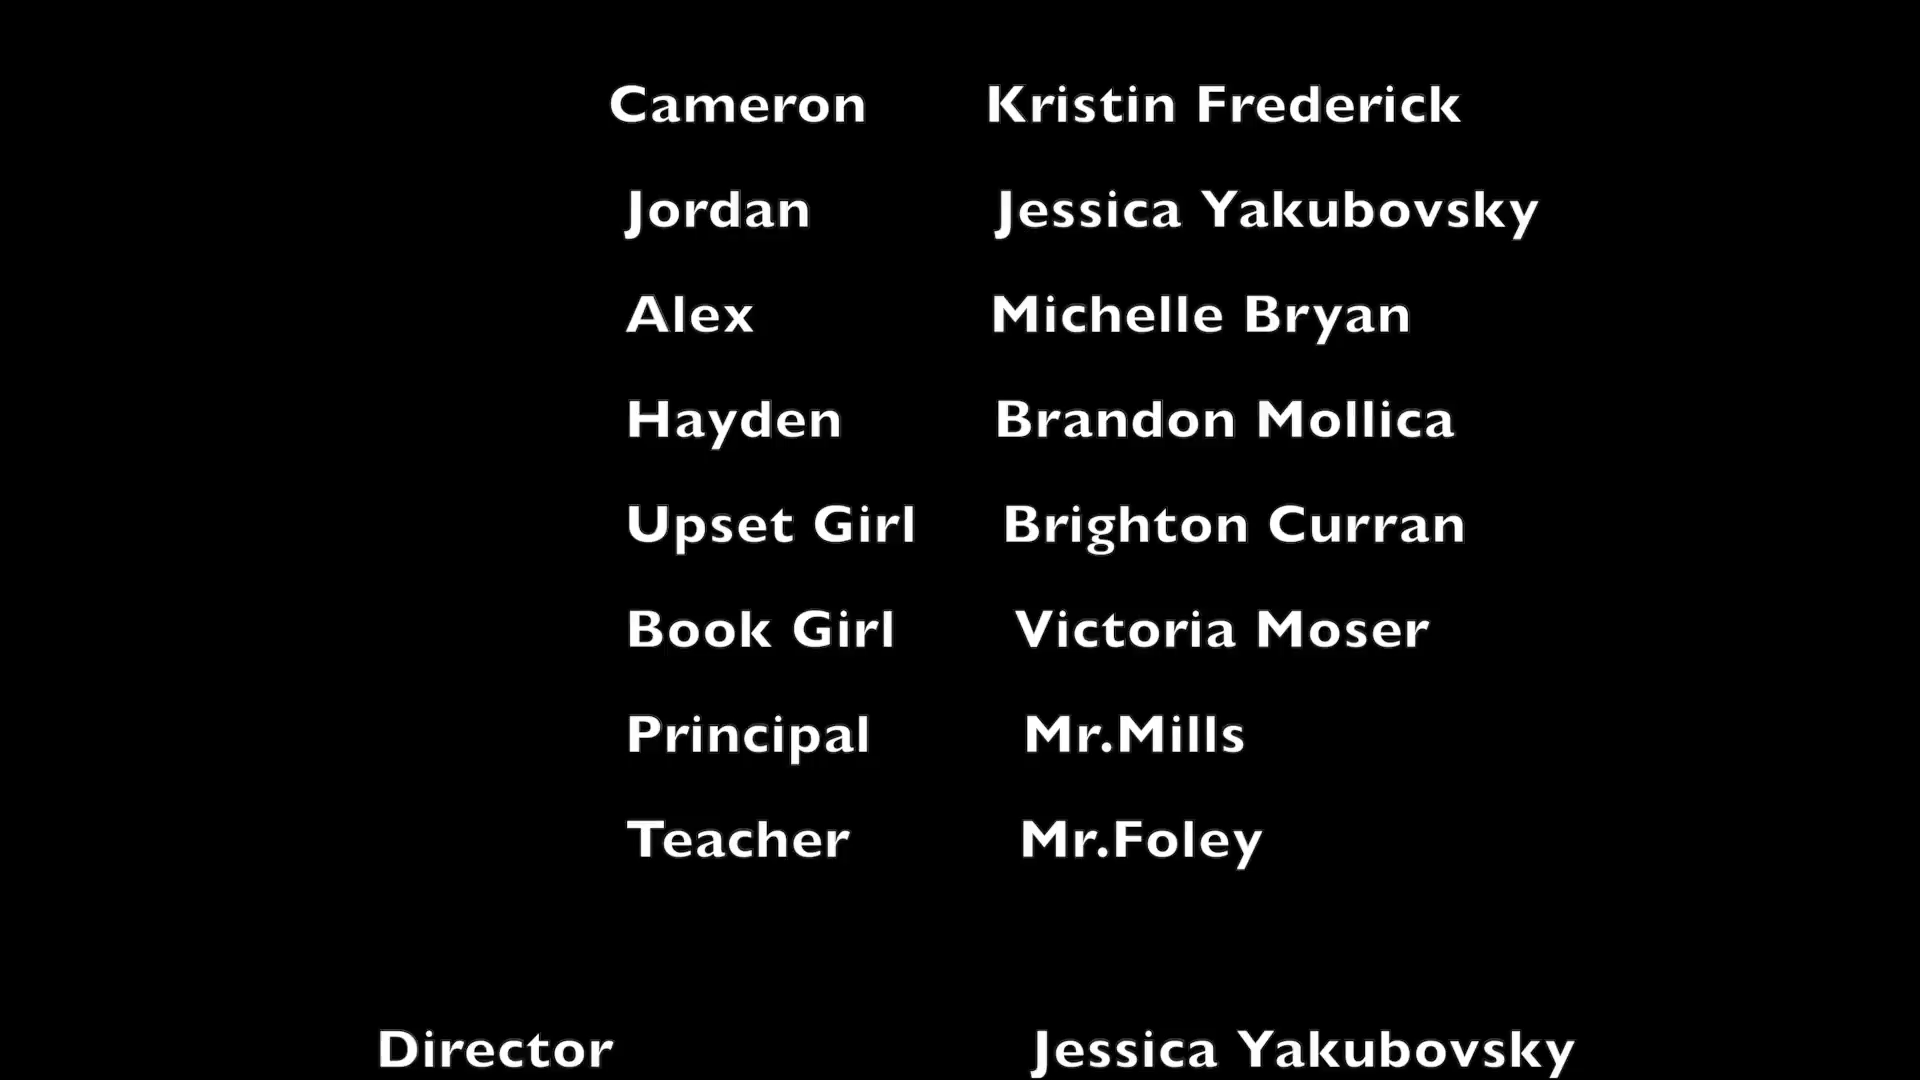 Cameron Kristin Frederick
Jordan Jessica Yakubovsky
Alex Michelle Bryan
Hayden Brandon Mollica
Upset Girl Brighton Curran
Book Girl Victoria Moser
Principal Mr.Mills
Teacher Mr.Foley
Director Jessica Yakubovsky